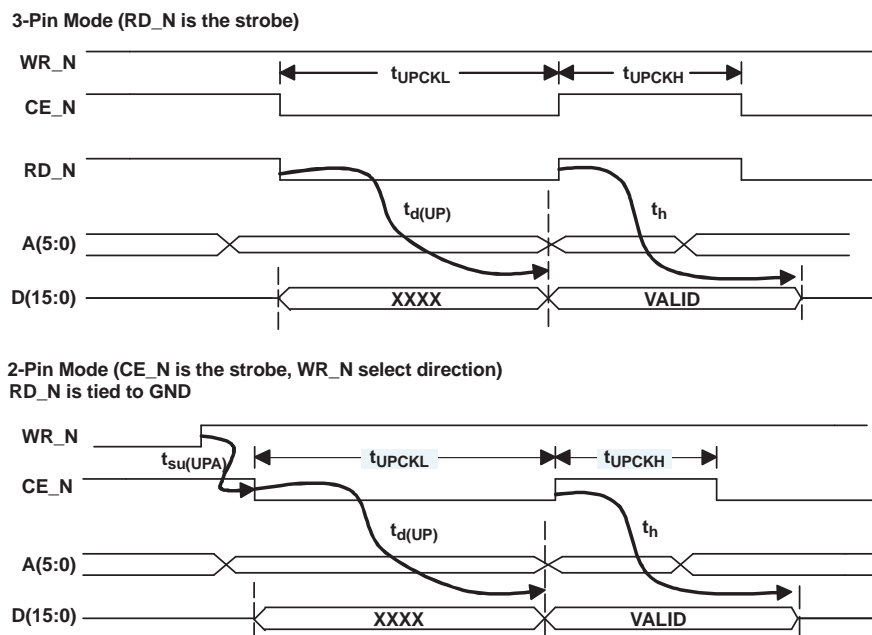 3-Pin Mode (RD_N is the strobe)
WR_N
tUPCKL
tUPCKH
CE_N
RD_N
td(UP)
th
A(5:0)
D(15:0)
XXXX
VALID
2-Pin Mode (CE_N is the strobe, WR_N select direction)
RD_N is tied to GND
WR_N
tsu(UPA)
tUPCKL
tUPCKH
CE_N
td(UP)
th
A(5:0)
D(15:0)
XXXX
VALID